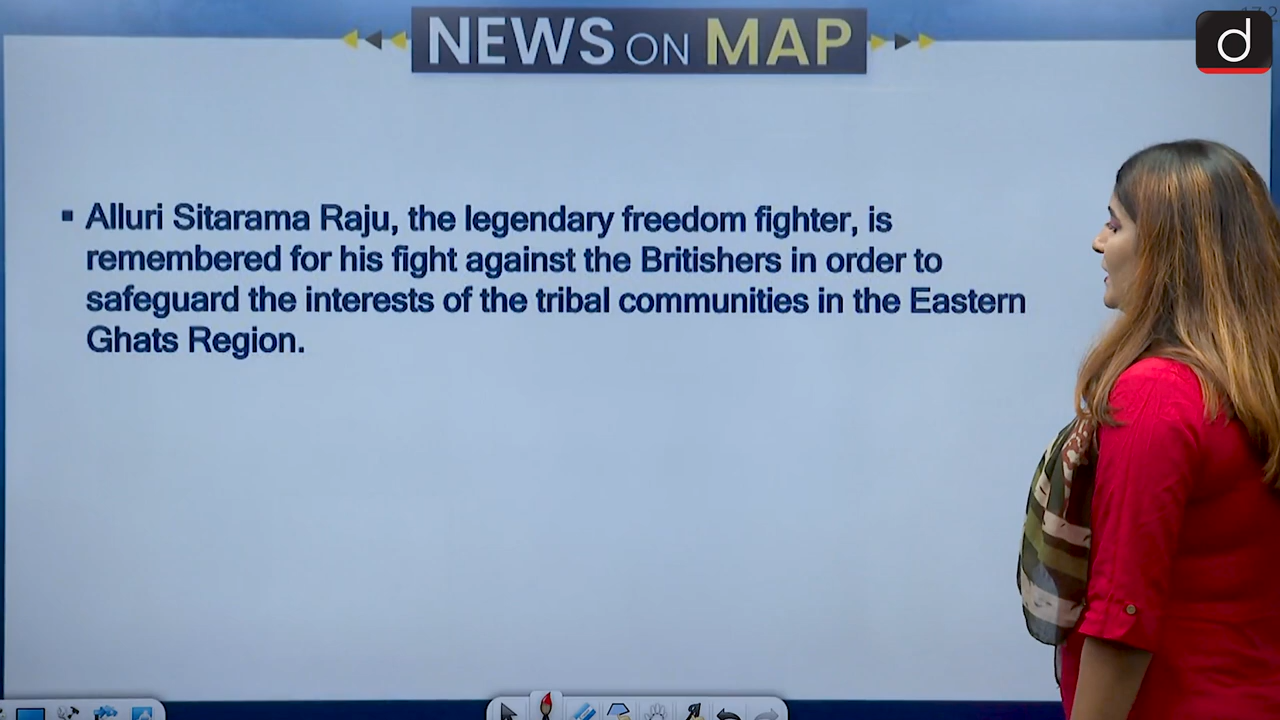 NEWS ON MAP
d
▪ Alluri Sitarama Raju, the legendary freedom fighter, is
remembered for his fight against the Britishers in order to
safeguard the interests of the tribal communities in the Eastern
Ghats Region.